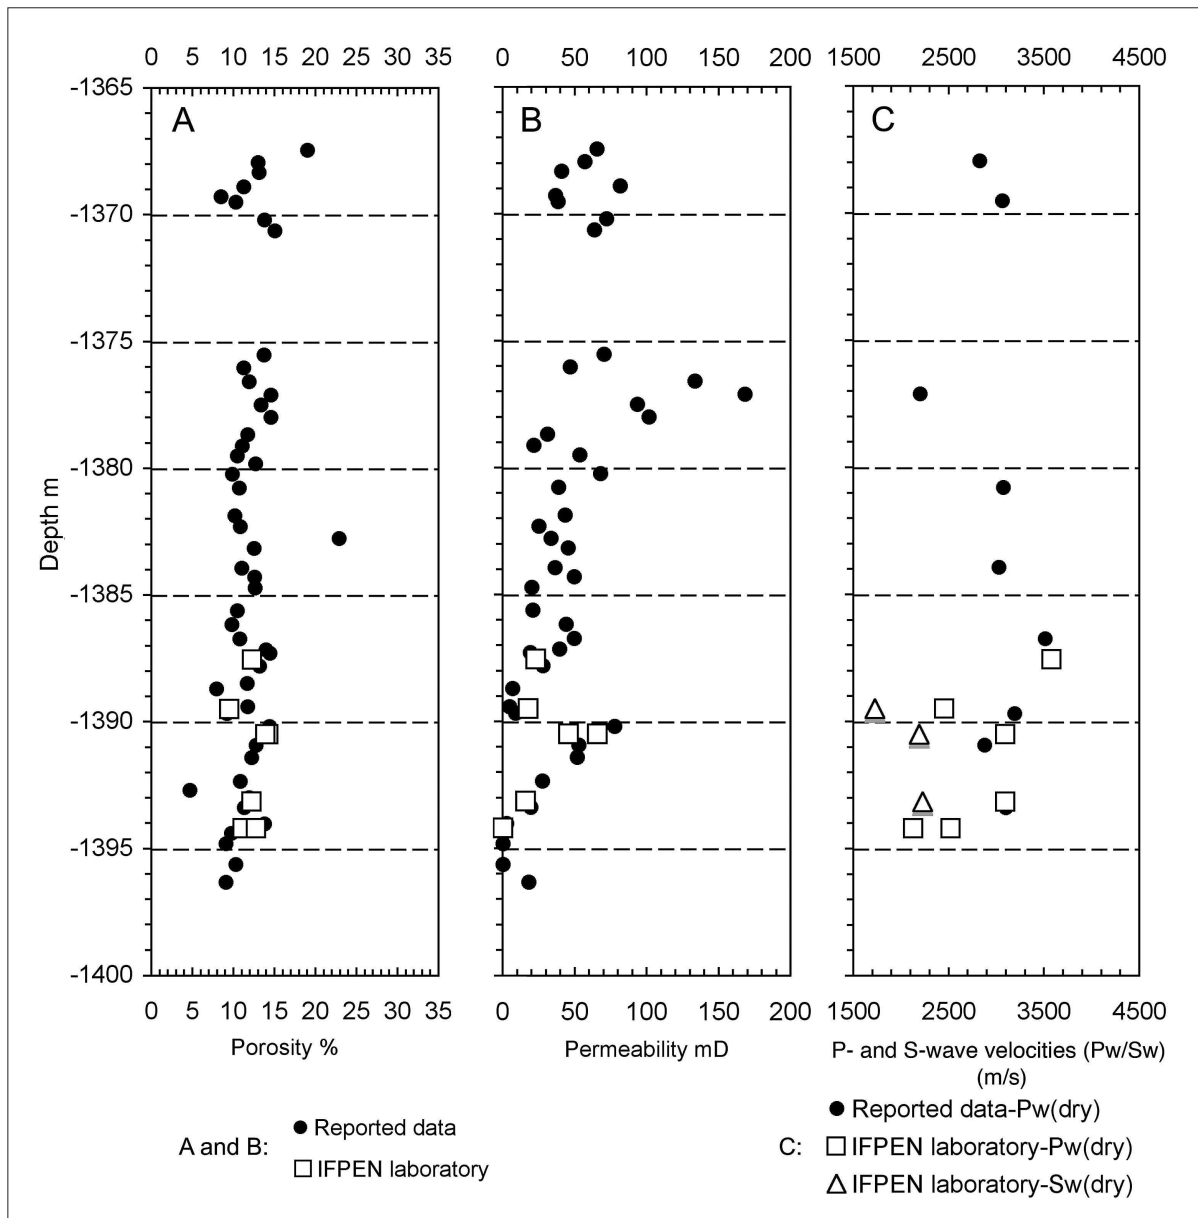 0 5 10 15 20 25 30 35 0 50 100 150 200 1500 2500 3500 4500
-1365
A B C
-1370
-1375
-1380
Depth m
-1385
-1390
-1395
-1400
0 5 10 15 20 25 30 35 0 50 100 150 200 1500 2500 3500 4500
Porosity % Permeability mD P- and S-wave velocities (Pw/Sw)
(m/s)
A and B:
Reported data
IFPEN laboratory
C:
Reported data-Pw(dry)
IFPEN laboratory-Pw(dry)
IFPEN laboratory-Sw(dry)